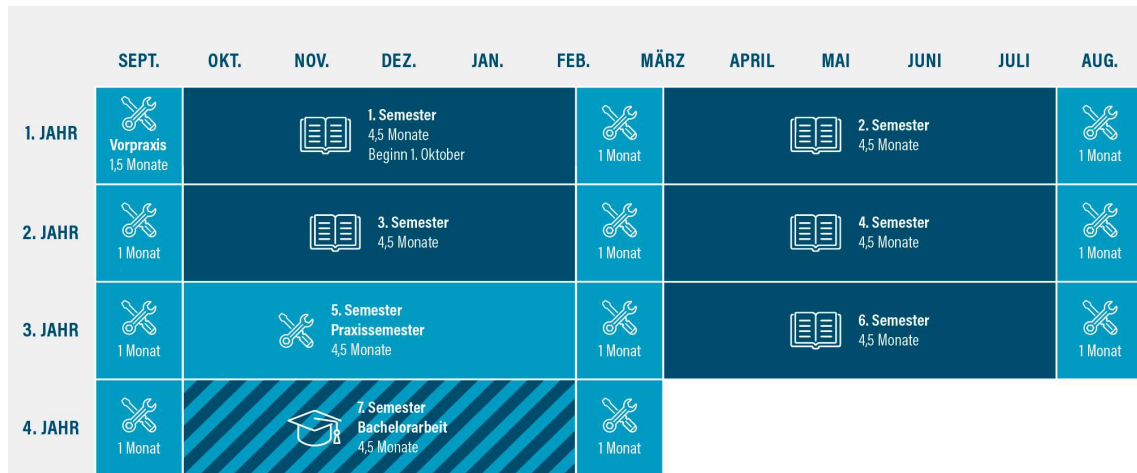 SEPT. OKT. NOV. DEZ. JAN. FEB. MÄRZ APRIL MAI JUNI JULI AUG.
1. JAHR
Vorpraxis
1,5 Monate
1. Semester
4,5 Monate
Beginn 1. Oktober
1 Monat
2. Semester
4,5 Monate
1 Monat
2. JAHR
1 Monat
3. Semester
4,5 Monate
1 Monat
4. Semester
4,5 Monate
1 Monat
3. JAHR
1 Monat
5. Semester
Praxissemester
4,5 Monate
1 Monat
6. Semester
4,5 Monate
1 Monat
4. JAHR
1 Monat
7. Semester
Bachelorarbeit
4,5 Monate
1 Monat